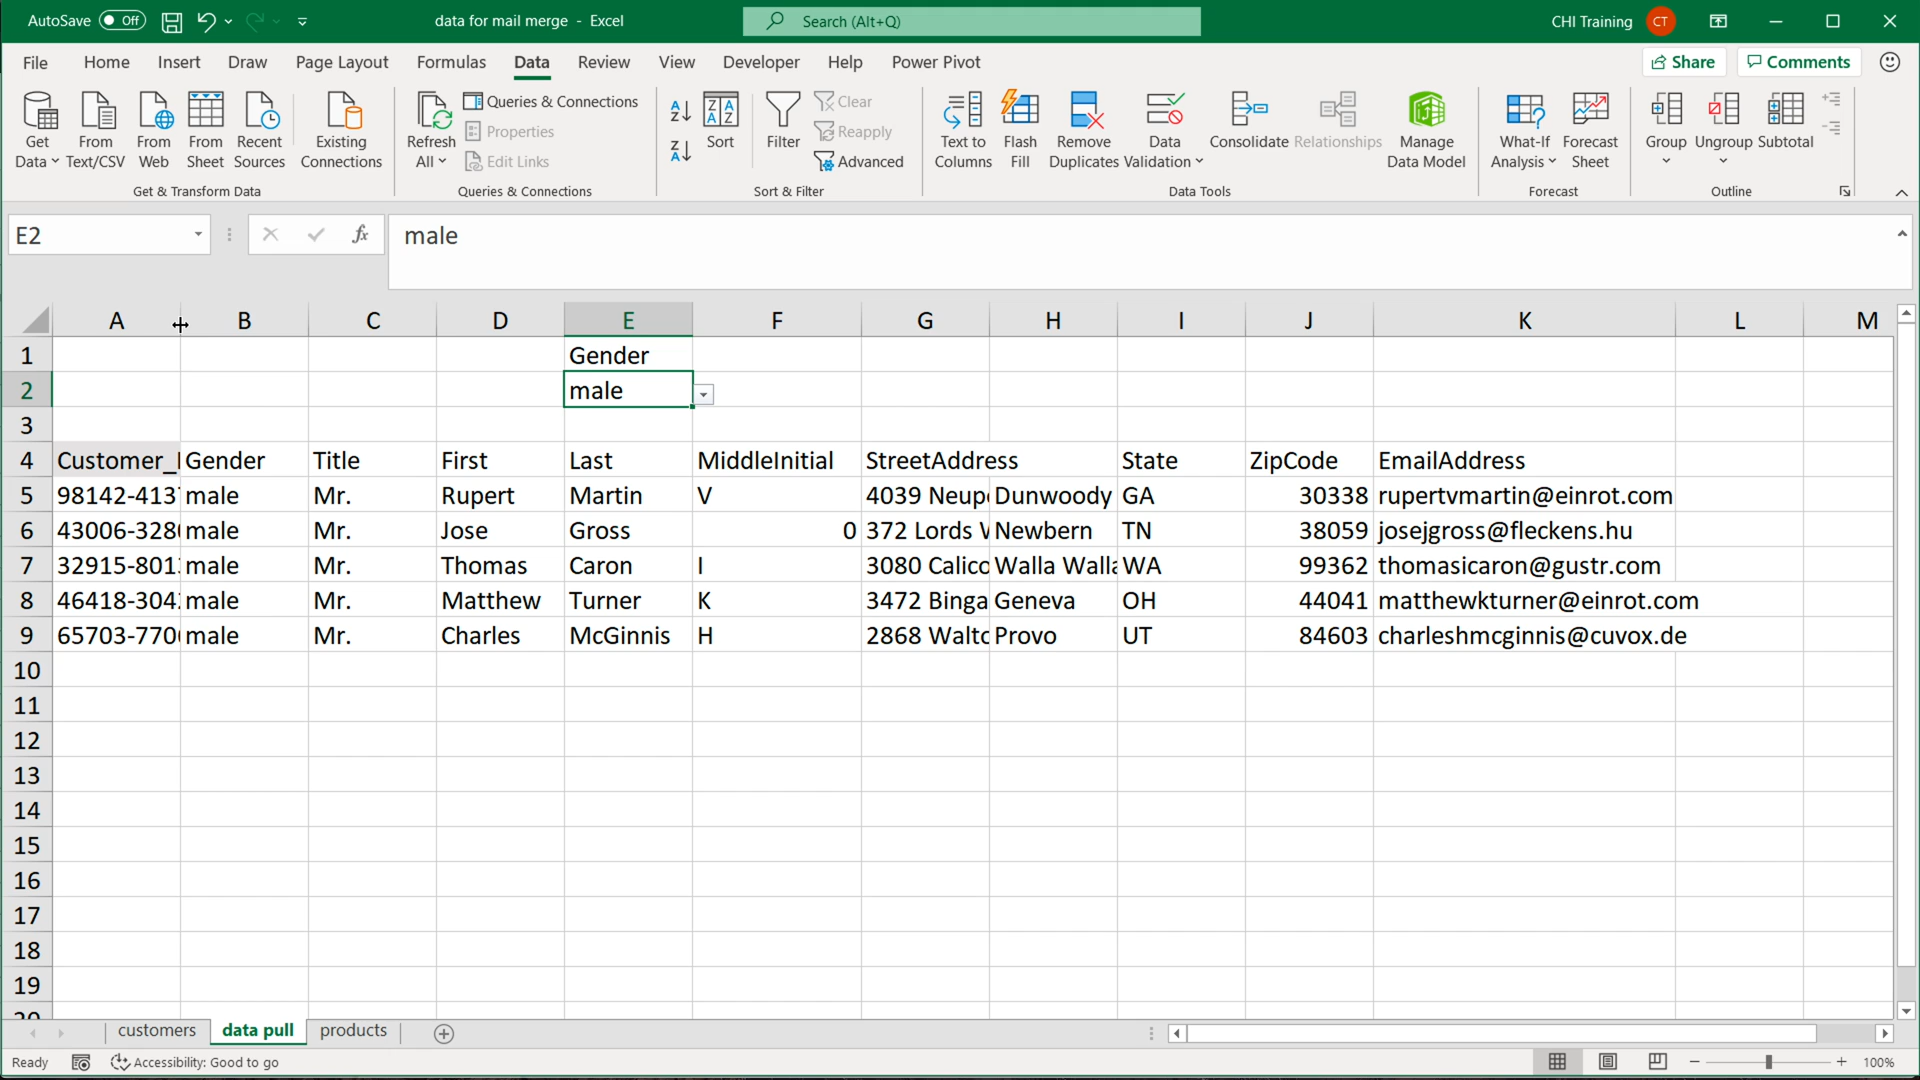 AutoSave Off data for mail merge - Excel Search (Alt+Q) CHI Training CT
File Home Insert Draw Page Layout Formulas Data Review View Developer Help Power Pivot Share Comments
Get Data From Text/CSV From Web From Sheet Recent Sources Existing Connections
Get & Transform Data
Refresh All Queries & Connections Properties Edit Links
Queries & Connections
Sort Filter Clear Reapply Advanced
Sort & Filter
Text to Columns Flash Fill Remove Duplicates Data Validation Consolidate Relationships Manage Data Model
Data Tools
What-If Analysis Forecast Sheet
Forecast
Group Ungroup Subtotal
Outline
E2 fx male
A B C D E F G H I J K L M
1 Gender
2 male
3
4 Customer_ Gender Title First Last MiddleInitial StreetAddress State ZipCode EmailAddress
5 98142-413 male Mr. Rupert Martin V 4039 Neup Dunwoody GA 30338 rupertvmartin@einrot.com
6 43006-328 male Mr. Jose Gross 0 372 Lords Newbern TN 38059 josejgross@fleckens.hu
7 32915-801 male Mr. Thomas Caron I 3080 Calico Walla Walla WA 99362 thomasicaron@gustr.com
8 46418-304 male Mr. Matthew Turner K 3472 Binga Geneva OH 44041 matthewkturner@einrot.com
9 65703-770 male Mr. Charles McGinnis H 2868 Walto Provo UT 84603 charleshmcginnis@cuvox.de
10
11
12
13
14
15
16
17
18
19
20
customers data pull products
Ready Accessibility: Good to go 100%